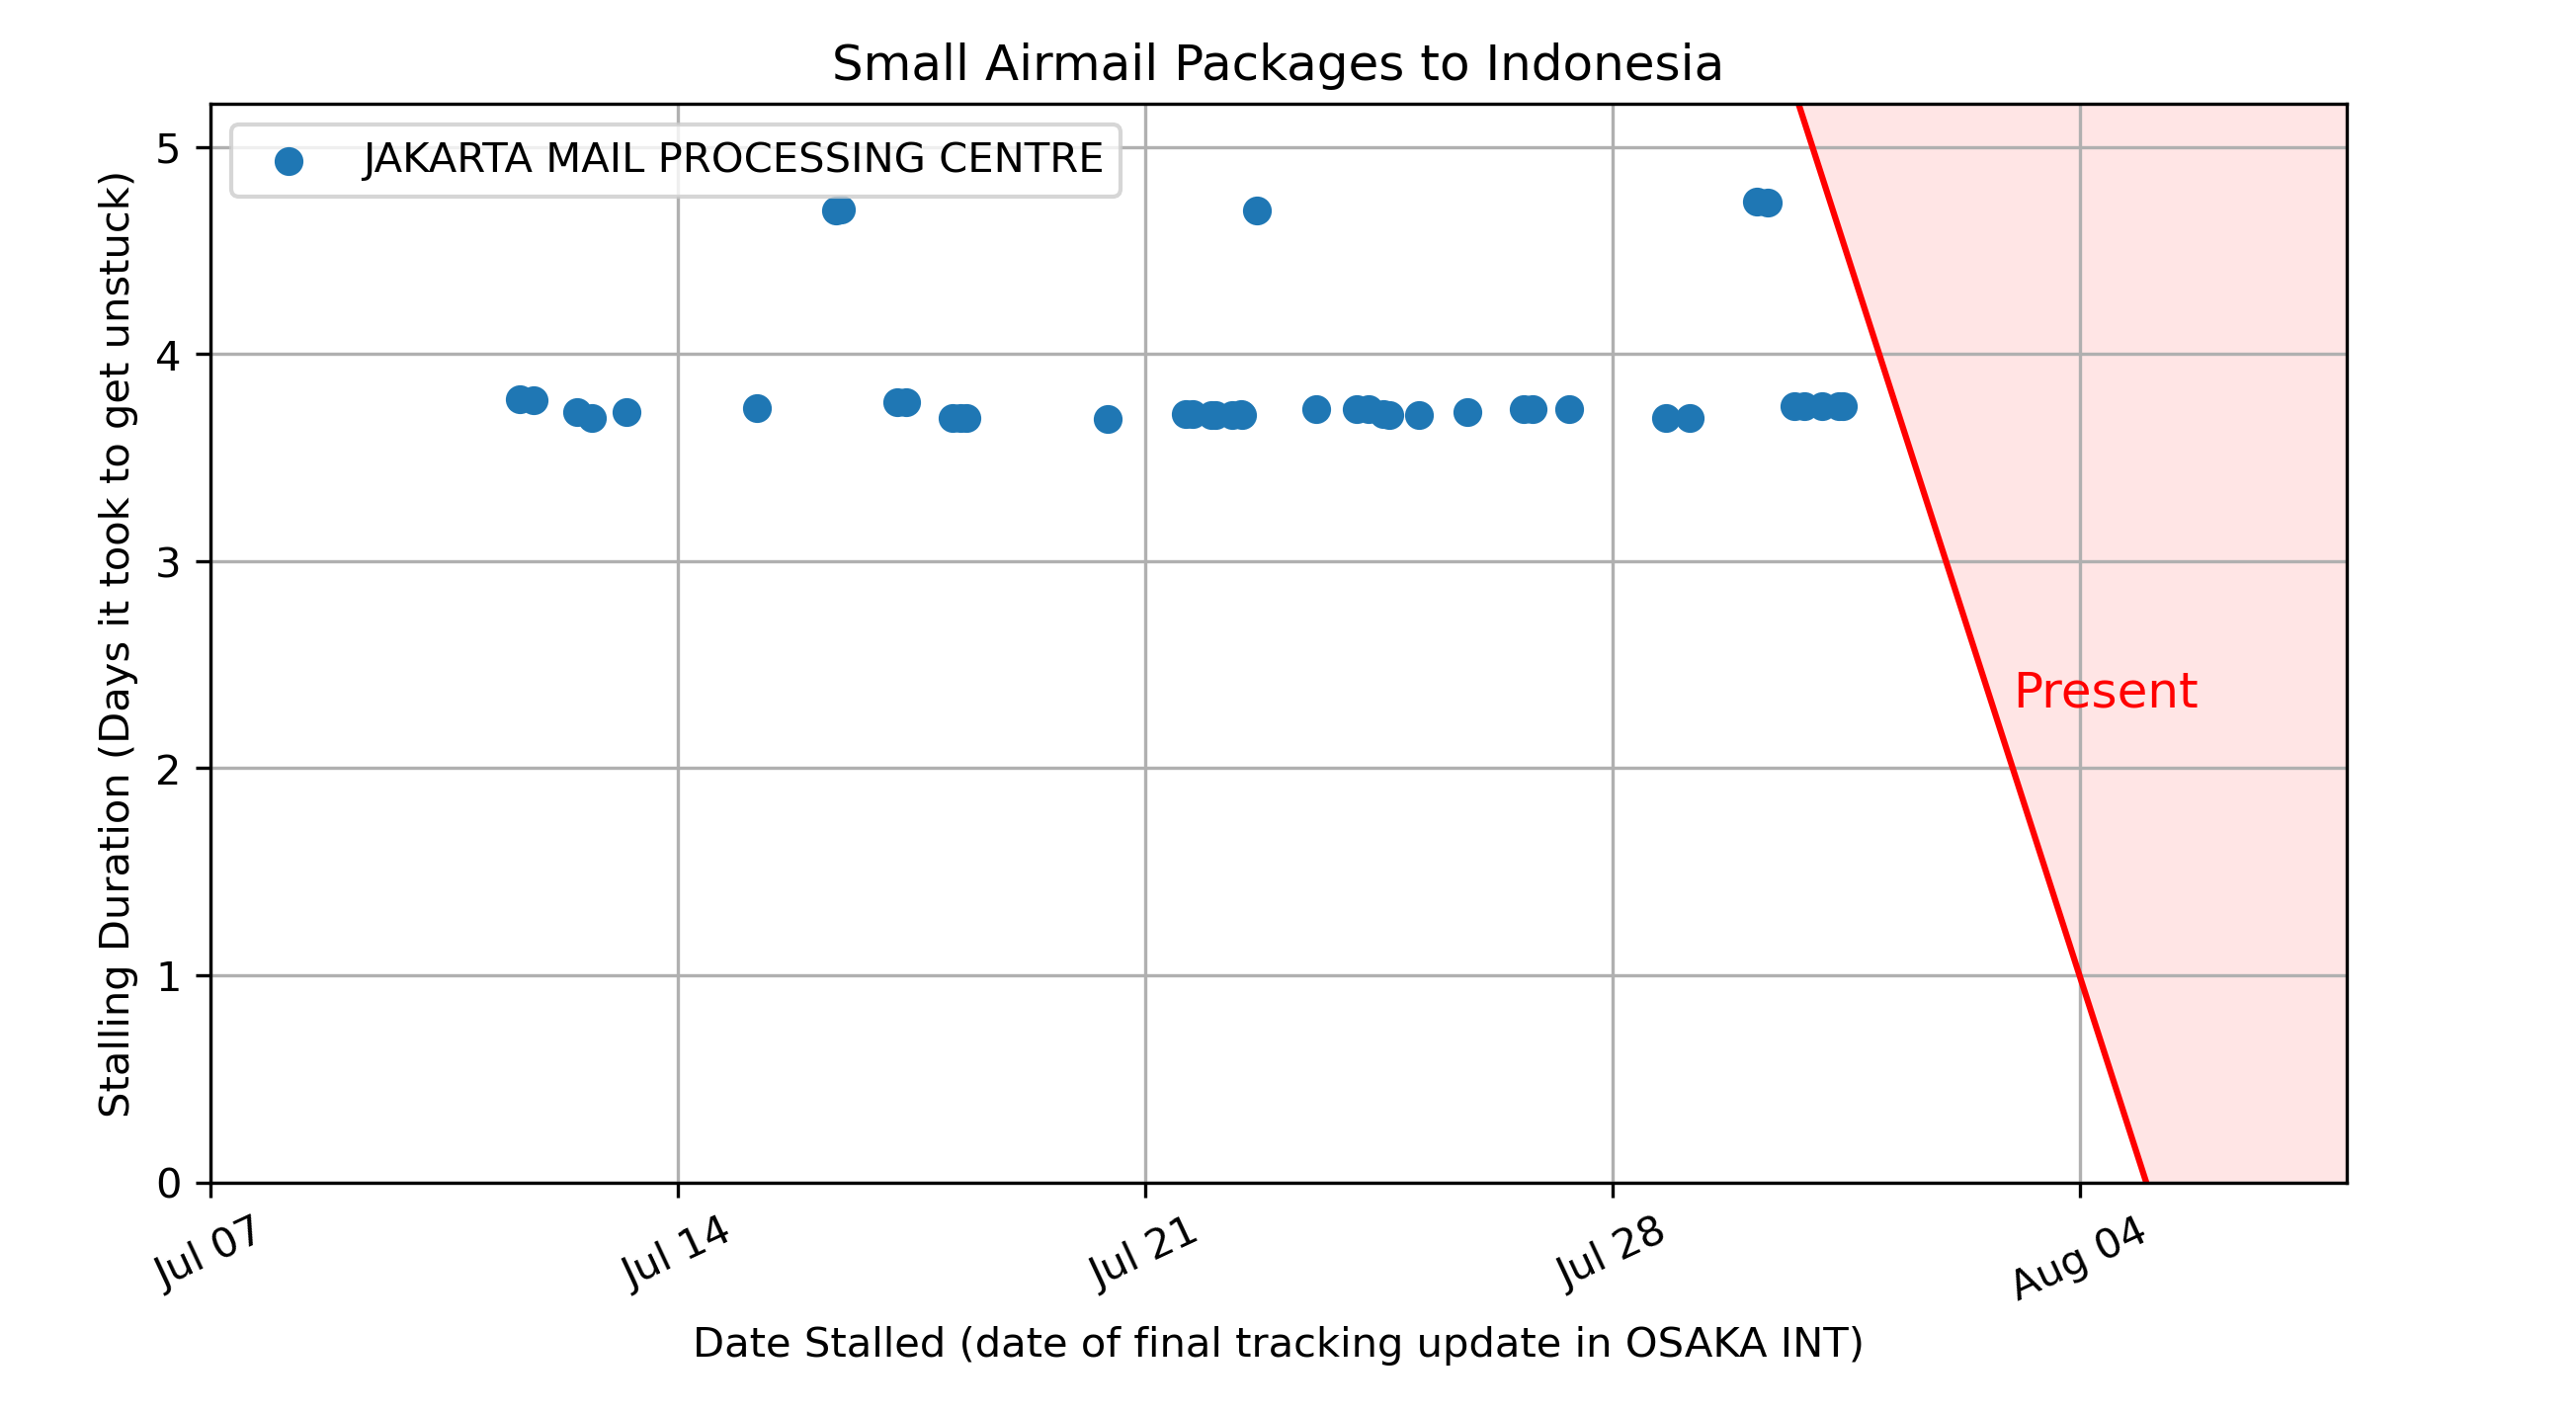 Small Airmail Packages to Indonesia
JAKARTA MAIL PROCESSING CENTRE
Stalling Duration (Days it took to get unstuck)
5
4
3
2
1
0
Present
Jul 07
Jul 14
Jul 21
Jul 28
Aug 04
Date Stalled (date of final tracking update in OSAKA INT)